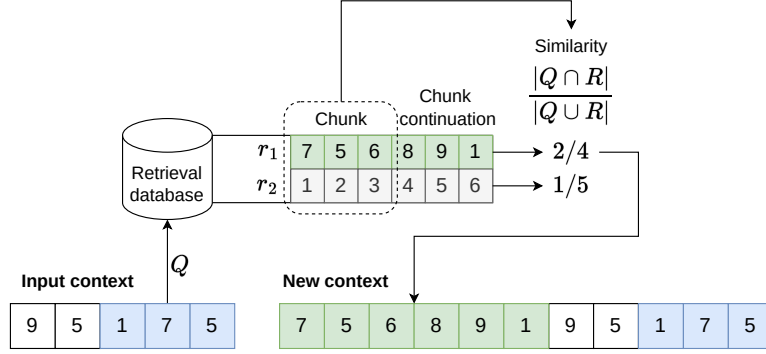 Similarity
|Q ∩ R|
|Q ∪ R|
Chunk
Chunk
continuation
r1 7 5 6 8 9 1 2/4
r2 1 2 3 4 5 6 1/5
Retrieval
database
Q
Input context
9 5 1 7 5
New context
7 5 6 8 9 1 9 5 1 7 5